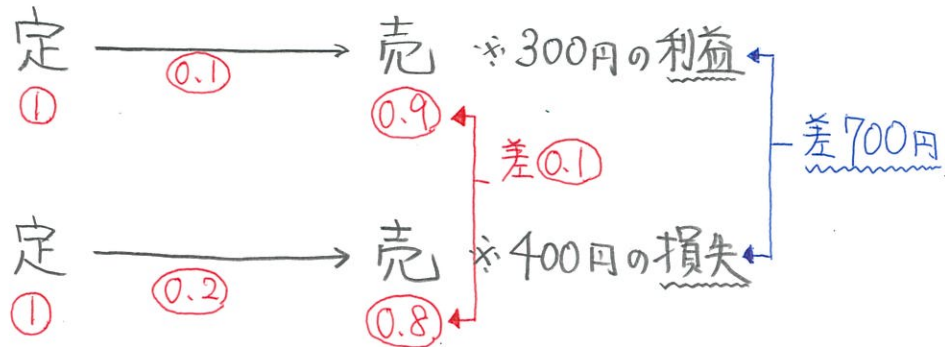 定 0.1 売 ※300円の利益
① 0.9
差0.1 差700円
定 0.2 売 ※400円の損失
① 0.8